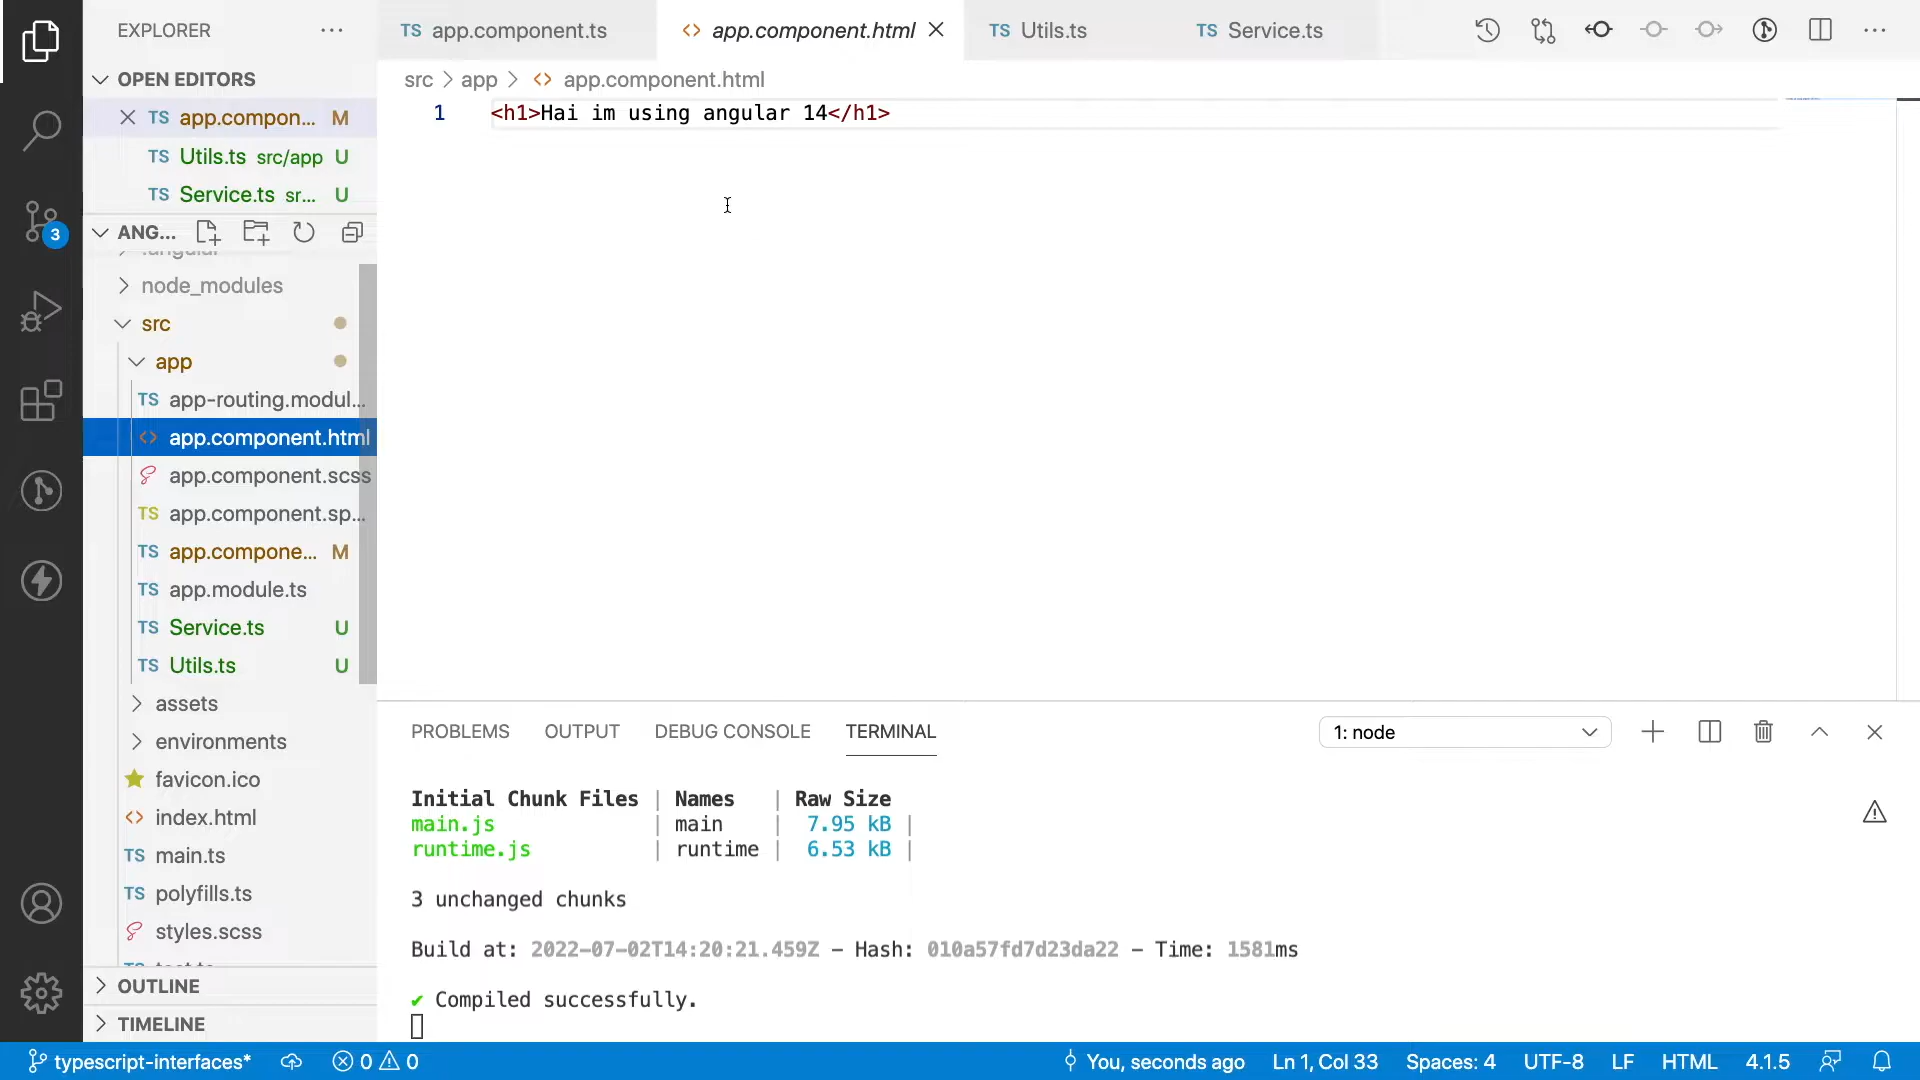 EXPLORER
OPEN EDITORS
TS app.compon... M
TS Utils.ts src/app U
TS Service.ts sr... U
3
ANG...
.angular
node_modules
src
app
TS app-routing.modul...
<> app.component.html
app.component.scss
TS app.component.sp...
TS app.compone... M
TS app.module.ts
TS Service.ts U
TS Utils.ts U
assets
environments
favicon.ico
<> index.html
TS main.ts
TS polyfills.ts
styles.scss
OUTLINE
TIMELINE
TS app.component.ts
<> app.component.html
TS Utils.ts
TS Service.ts
src > app > <> app.component.html
1 <h1>Hai im using angular 14</h1>
PROBLEMS OUTPUT DEBUG CONSOLE TERMINAL
1: node
Initial Chunk Files | Names | Raw Size
main.js | main | 7.95 kB |
runtime.js | runtime | 6.53 kB |
3 unchanged chunks
Build at: 2022-07-02T14:20:21.459Z - Hash: 010a57fd7d23da22 - Time: 1581ms
✔ Compiled successfully.
typescript-interfaces* 0 0 You, seconds ago Ln 1, Col 33 Spaces: 4 UTF-8 LF HTML 4.1.5